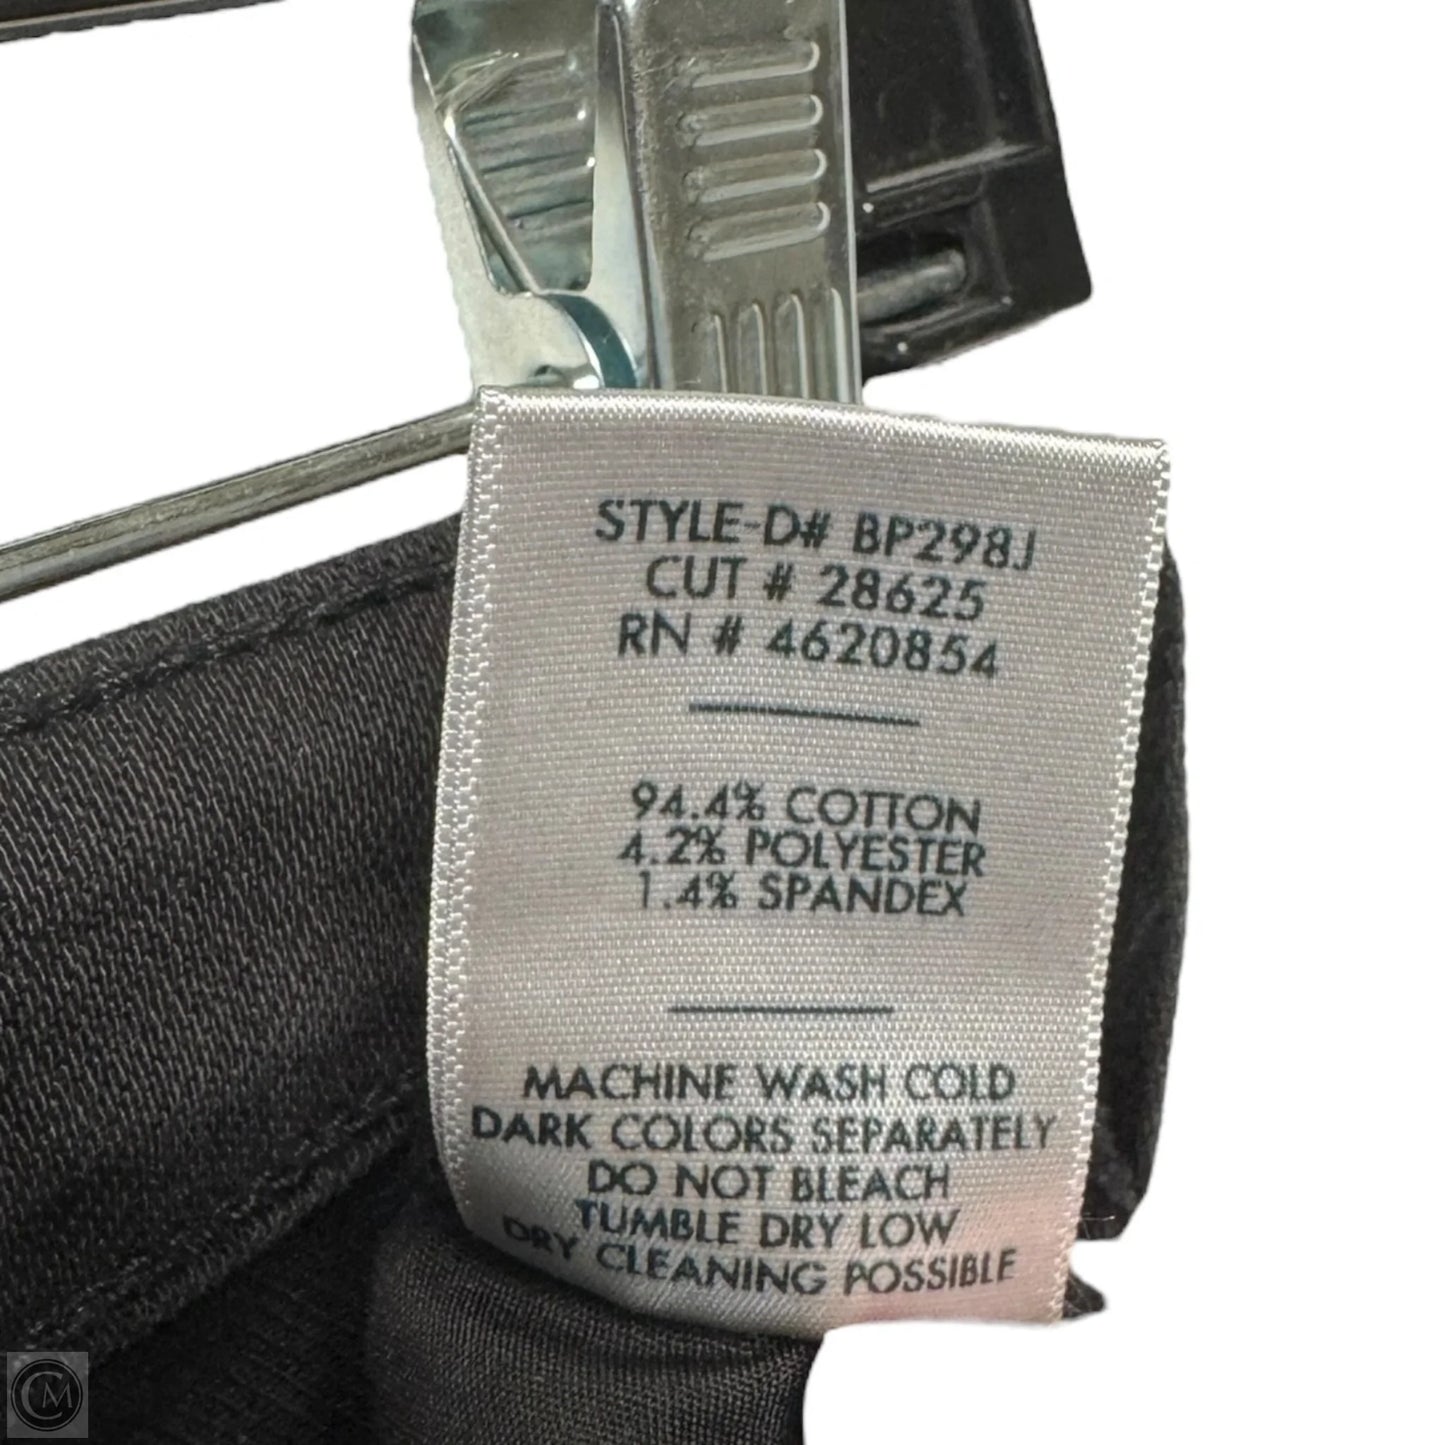 STYLE-D# BP298J
CUT # 28625
RN # 4620854
94.4% COTTON
4.2% POLYESTER
1.4% SPANDEX
MACHINE WASH COLD
DARK COLORS SEPARATELY
DO NOT BLEACH
TUMBLE DRY LOW
DRY CLEANING POSSIBLE
CM